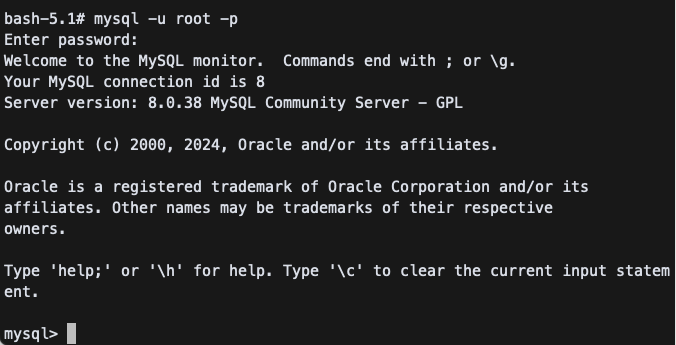 bash-5.1# mysql -u root -p
Enter password:
Welcome to the MySQL monitor.  Commands end with ; or \g.
Your MySQL connection id is 8
Server version: 8.0.38 MySQL Community Server - GPL

Copyright (c) 2000, 2024, Oracle and/or its affiliates.

Oracle is a registered trademark of Oracle Corporation and/or its
affiliates. Other names may be trademarks of their respective
owners.

Type 'help;' or '\h' for help. Type '\c' to clear the current input statem
ent.

mysql>